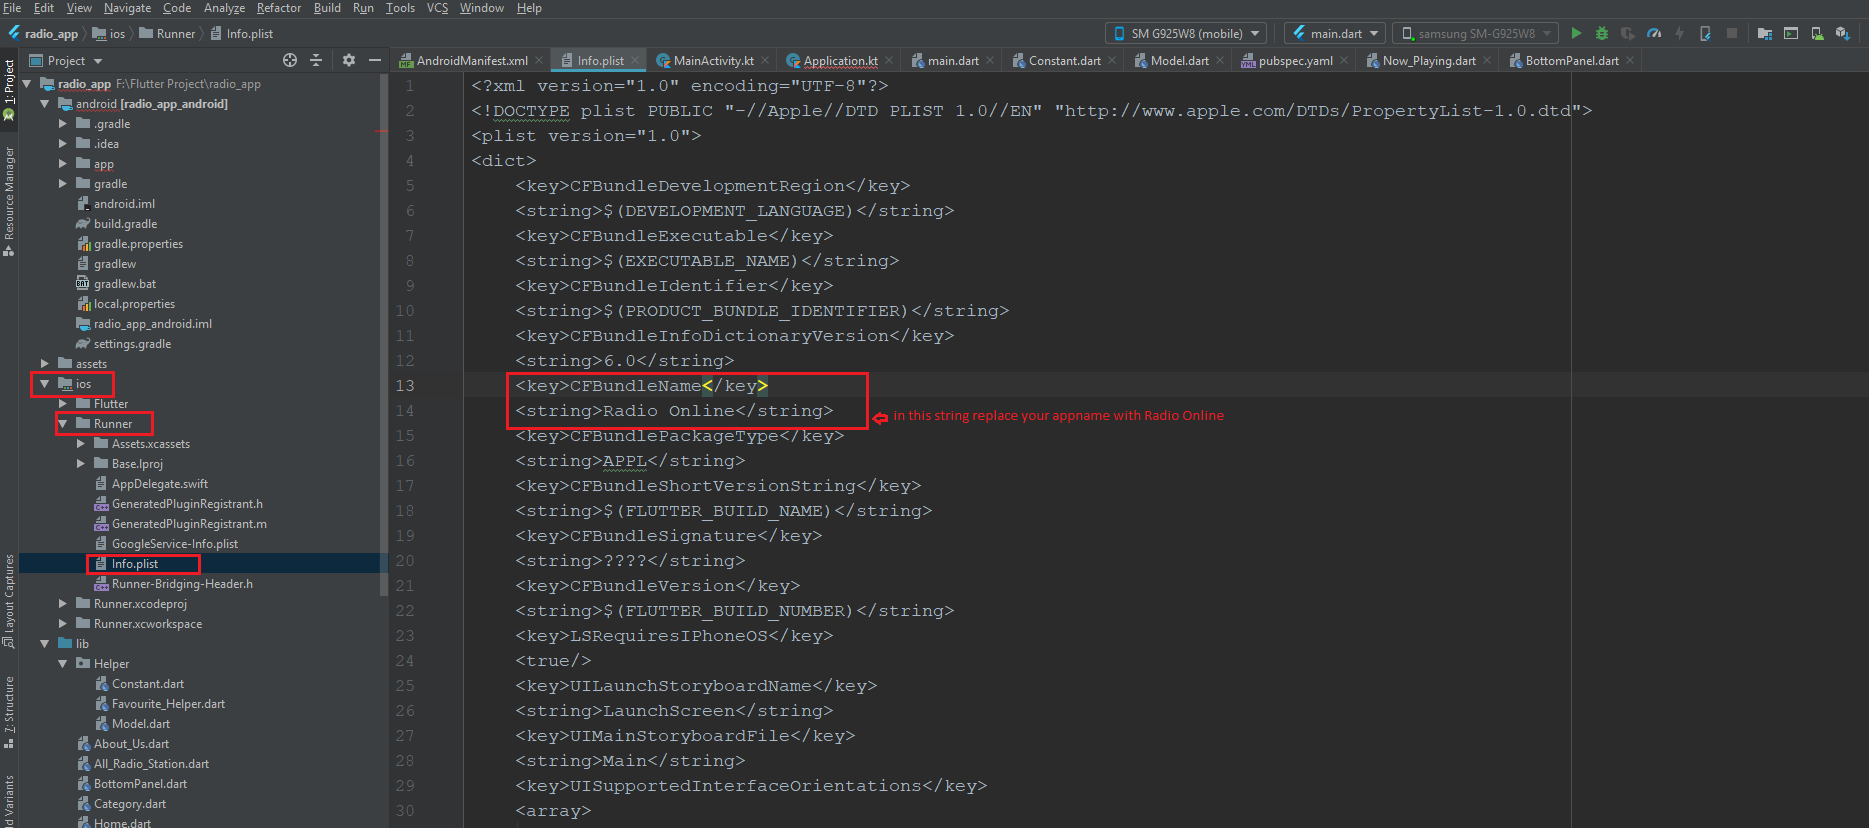 File Edit View Navigate Code Analyze Refactor Build Run Tools VCS Window Help
radio_app ios Runner Info.plist SM G925W8 (mobile) main.dart samsung SM-G925W8
Project
AndroidManifest.xml Info.plist MainActivity.kt Application.kt main.dart Constant.dart Model.dart pubspec.yaml Now_Playing.dart BottomPanel.dart
1: Project
Resource Manager
Layout Captures
7: Structure
radio_app F:\Flutter Project\radio_app
android [radio_app_android]
.gradle
.idea
app
gradle
android.iml
build.gradle
gradle.properties
gradlew
gradlew.bat
local.properties
radio_app_android.iml
settings.gradle
assets
ios
Flutter
Runner
Assets.xcassets
Base.lproj
AppDelegate.swift
GeneratedPluginRegistrant.h
GeneratedPluginRegistrant.m
GoogleService-Info.plist
Info.plist
Runner-Bridging-Header.h
Runner.xcodeproj
Runner.xcworkspace
lib
Helper
Constant.dart
Favourite_Helper.dart
Model.dart
About_Us.dart
All_Radio_Station.dart
BottomPanel.dart
Category.dart
Home.dart
1 <?xml version="1.0" encoding="UTF-8"?>
2 <!DOCTYPE plist PUBLIC "-//Apple//DTD PLIST 1.0//EN" "http://www.apple.com/DTDs/PropertyList-1.0.dtd">
3 <plist version="1.0">
4 <dict>
5 <key>CFBundleDevelopmentRegion</key>
6 <string>$(DEVELOPMENT_LANGUAGE)</string>
7 <key>CFBundleExecutable</key>
8 <string>$(EXECUTABLE_NAME)</string>
9 <key>CFBundleIdentifier</key>
10 <string>$(PRODUCT_BUNDLE_IDENTIFIER)</string>
11 <key>CFBundleInfoDictionaryVersion</key>
12 <string>6.0</string>
13 <key>CFBundleName</key>
14 <string>Radio Online</string>
in this string replace your appname with Radio Online
15 <key>CFBundlePackageType</key>
16 <string>APPL</string>
17 <key>CFBundleShortVersionString</key>
18 <string>$(FLUTTER_BUILD_NAME)</string>
19 <key>CFBundleSignature</key>
20 <string>????</string>
21 <key>CFBundleVersion</key>
22 <string>$(FLUTTER_BUILD_NUMBER)</string>
23 <key>LSRequiresIPhoneOS</key>
24 <true/>
25 <key>UILaunchStoryboardName</key>
26 <string>LaunchScreen</string>
27 <key>UIMainStoryboardFile</key>
28 <string>Main</string>
29 <key>UISupportedInterfaceOrientations</key>
30 <array>